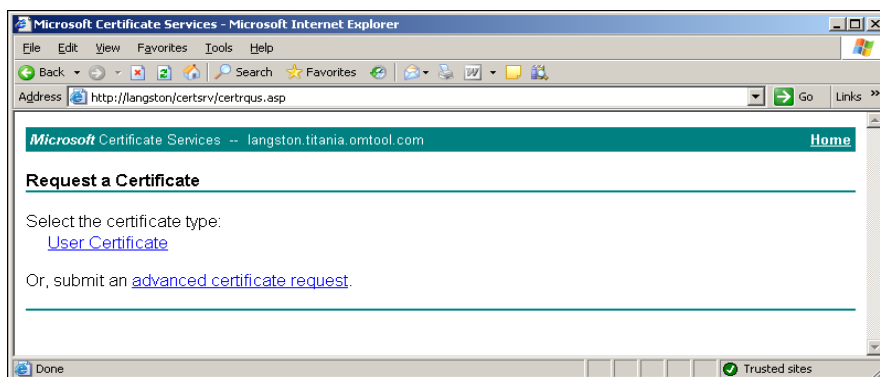 Microsoft Certificate Services - Microsoft Internet Explorer
File Edit View Favorites Tools Help
Back Search Favorites
Address http://langston/certsrv/certrqus.asp Go Links »
Microsoft Certificate Services -- langston.titania.omtool.com Home
Request a Certificate
Select the certificate type:
User Certificate
Or, submit an advanced certificate request.
Done Trusted sites